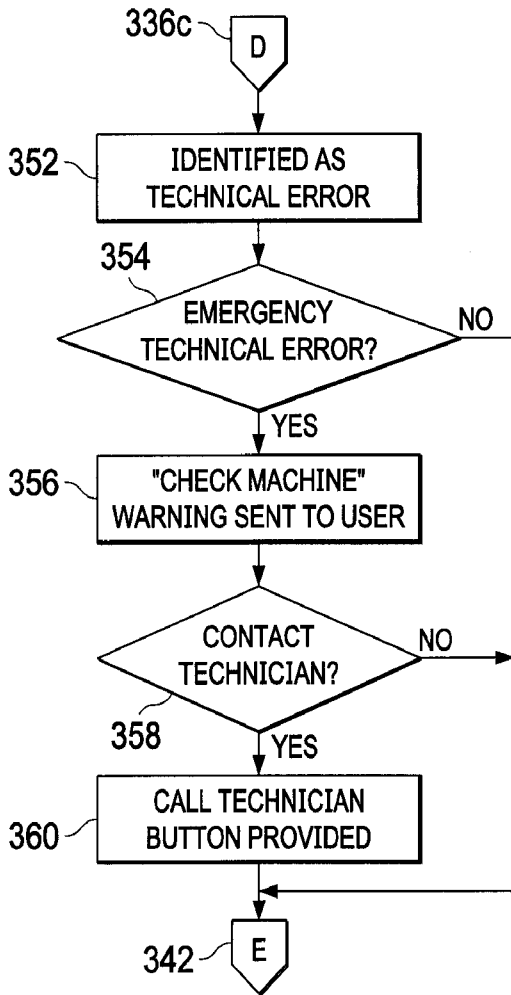 336c
D
352
IDENTIFIED AS
TECHNICAL ERROR
354
EMERGENCY
TECHNICAL ERROR?
NO
YES
356
"CHECK MACHINE"
WARNING SENT TO USER
CONTACT
TECHNICIAN?
NO
358
YES
360
CALL TECHNICIAN
BUTTON PROVIDED
342
E